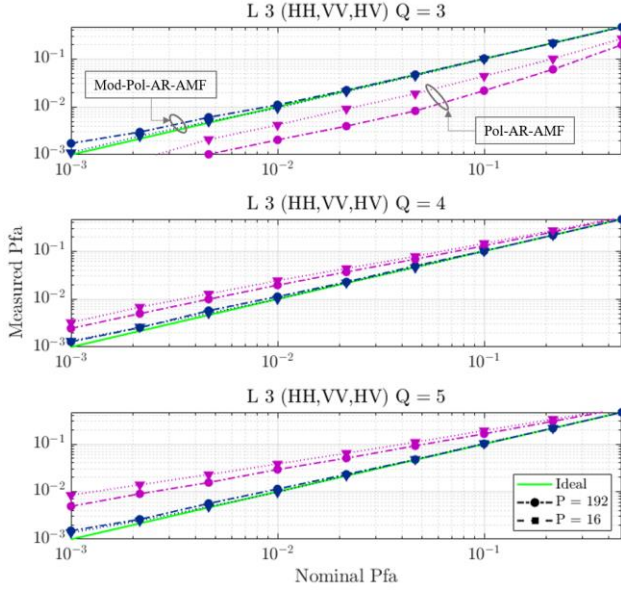 L 3 (HH,VV,HV) Q = 3
10⁻¹
10⁻²
10⁻³
Mod-Pol-AR-AMF
Pol-AR-AMF
10⁻³ 10⁻² 10⁻¹
L 3 (HH,VV,HV) Q = 4
Measured Pfa
10⁻¹
10⁻²
10⁻³
10⁻³ 10⁻² 10⁻¹
L 3 (HH,VV,HV) Q = 5
10⁻¹
10⁻²
10⁻³
Ideal
P = 192
P = 16
10⁻³ 10⁻² 10⁻¹
Nominal Pfa